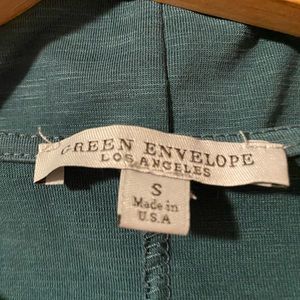 GREEN ENVELOPE
LOS ANGELES
S
Made in
U.S.A